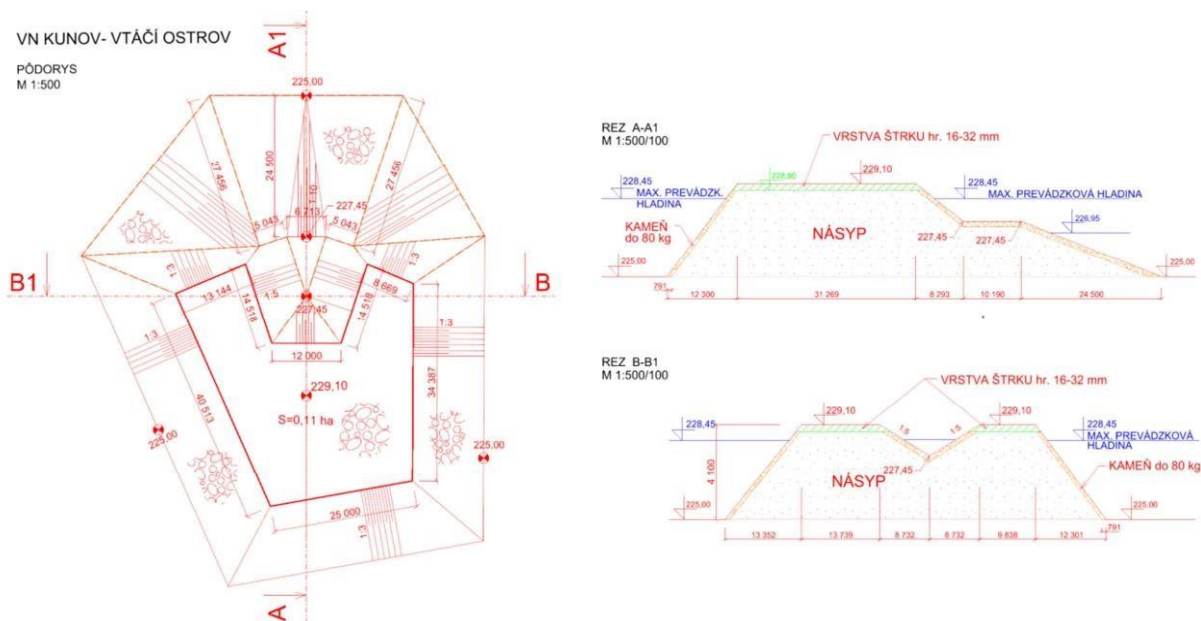 VN KUNOV- VTÁČÍ OSTROV
PÔDORYS
M 1:500
A1
225,00
27 456
24 500
1:10
27 456
227,45
5 043
6 713
5 043
B1
B
1:3
1:3
13 144
1:5
8 669
14 518
227,45
14 518
1:3
1:3
12 000
34 387
229,10
40 513
S=0,11 ha
225,00
225,00
25 000
1:3
A
REZ A-A1
M 1:500/100
VRSTVA ŠTRKU hr. 16-32 mm
228,90
229,10
228,45
MAX. PREVÁDZK.
HLADINA
228,45
MAX. PREVÁDZKOVÁ HLADINA
KAMEŇ
do 80 kg
NÁSYP
226,95
227,45
227,45
225,00
225,00
791
12 300
31 269
8 293
10 190
24 500
REZ B-B1
M 1:500/100
VRSTVA ŠTRKU hr. 16-32 mm
229,10
229,10
228,45
1:5
1:5
228,45
MAX. PREVÁDZKOVÁ
HLADINA
4 100
227,45
NÁSYP
KAMEŇ do 80 kg
225,00
225,00
791
13 352
13 739
8 732
8 732
9 838
12 301